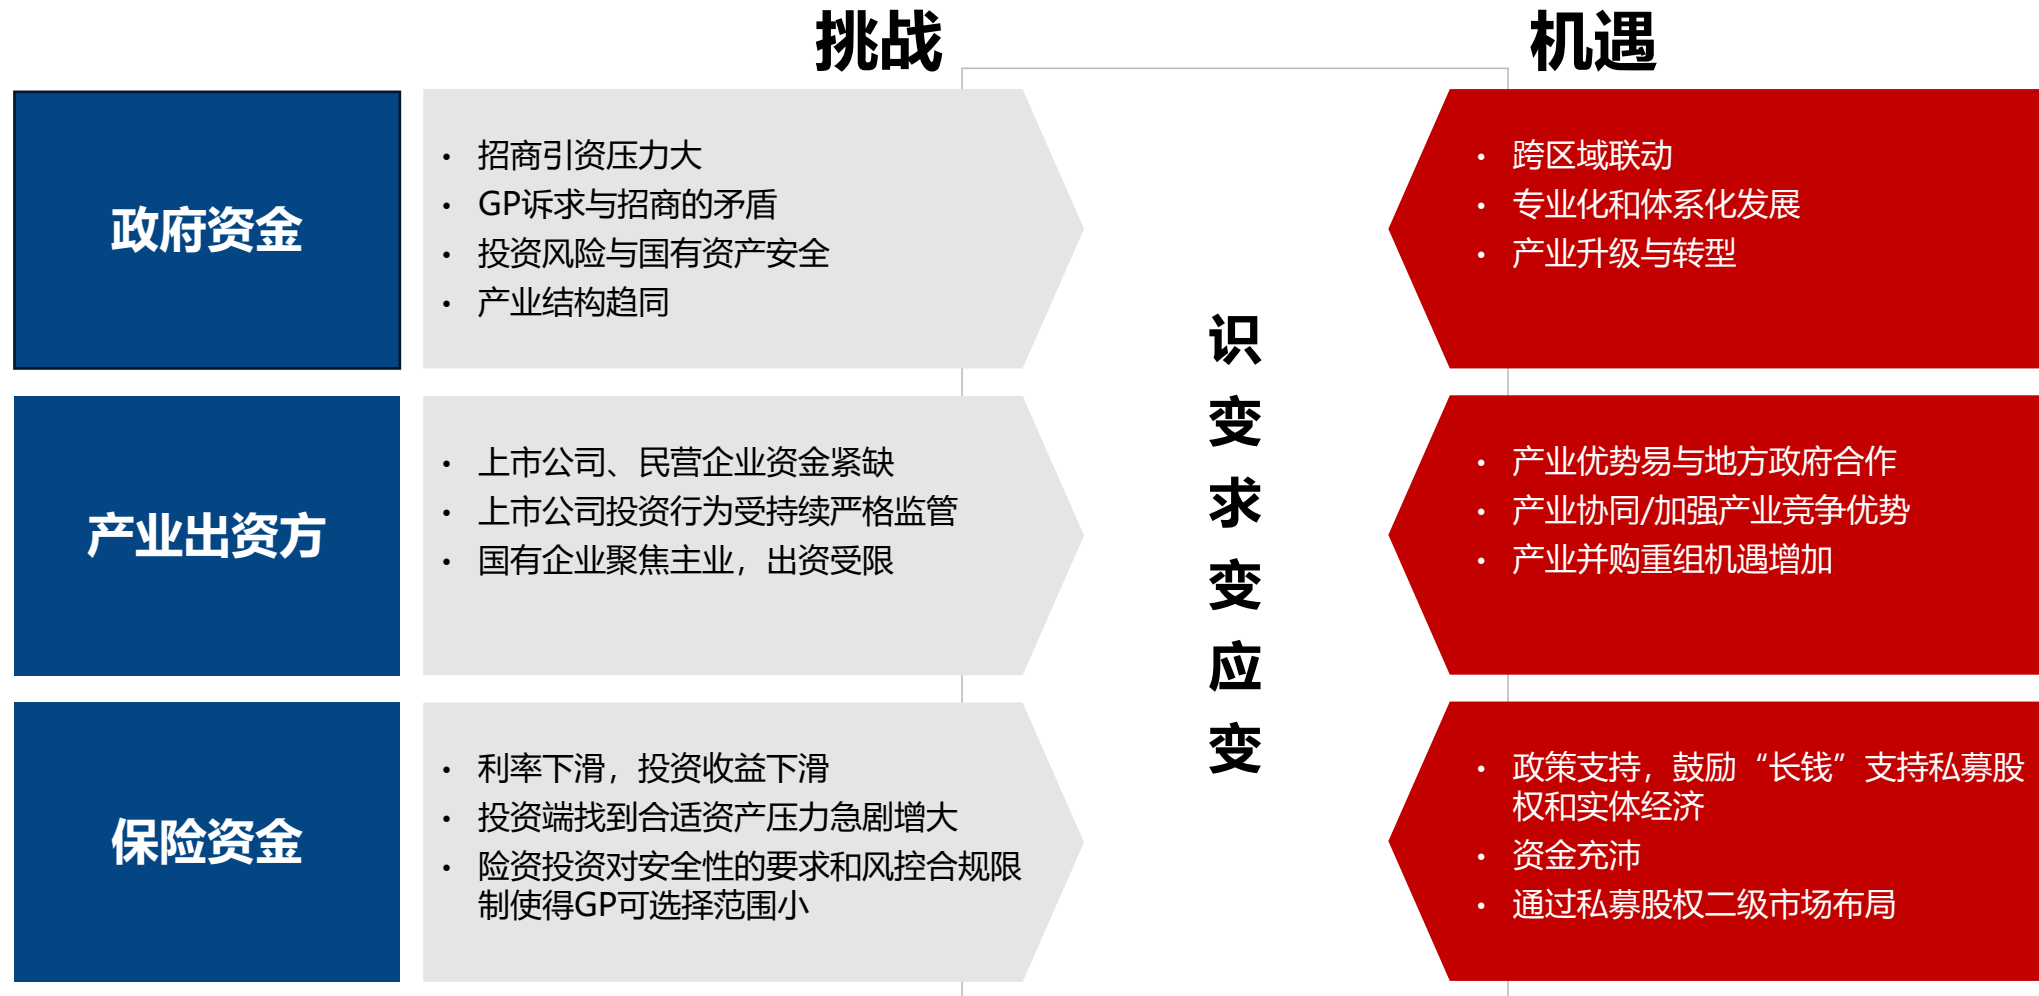 挑战
机遇
政府资金
• 招商引资压力大
• GP诉求与招商的矛盾
• 投资风险与国有资产安全
• 产业结构趋同
• 跨区域联动
• 专业化和体系化发展
• 产业升级与转型
识
变
求
变
应
变
产业出资方
• 上市公司、民营企业资金紧缺
• 上市公司投资行为受持续严格监管
• 国有企业聚焦主业，出资受限
• 产业优势易与地方政府合作
• 产业协同/加强产业竞争优势
• 产业并购重组机遇增加
保险资金
• 利率下滑，投资收益下滑
• 投资端找到合适资产压力急剧增大
• 险资投资对安全性的要求和风控合规限
制使得GP可选择范围小
• 政策支持，鼓励“长钱”支持私募股
权和实体经济
• 资金充沛
• 通过私募股权二级市场布局